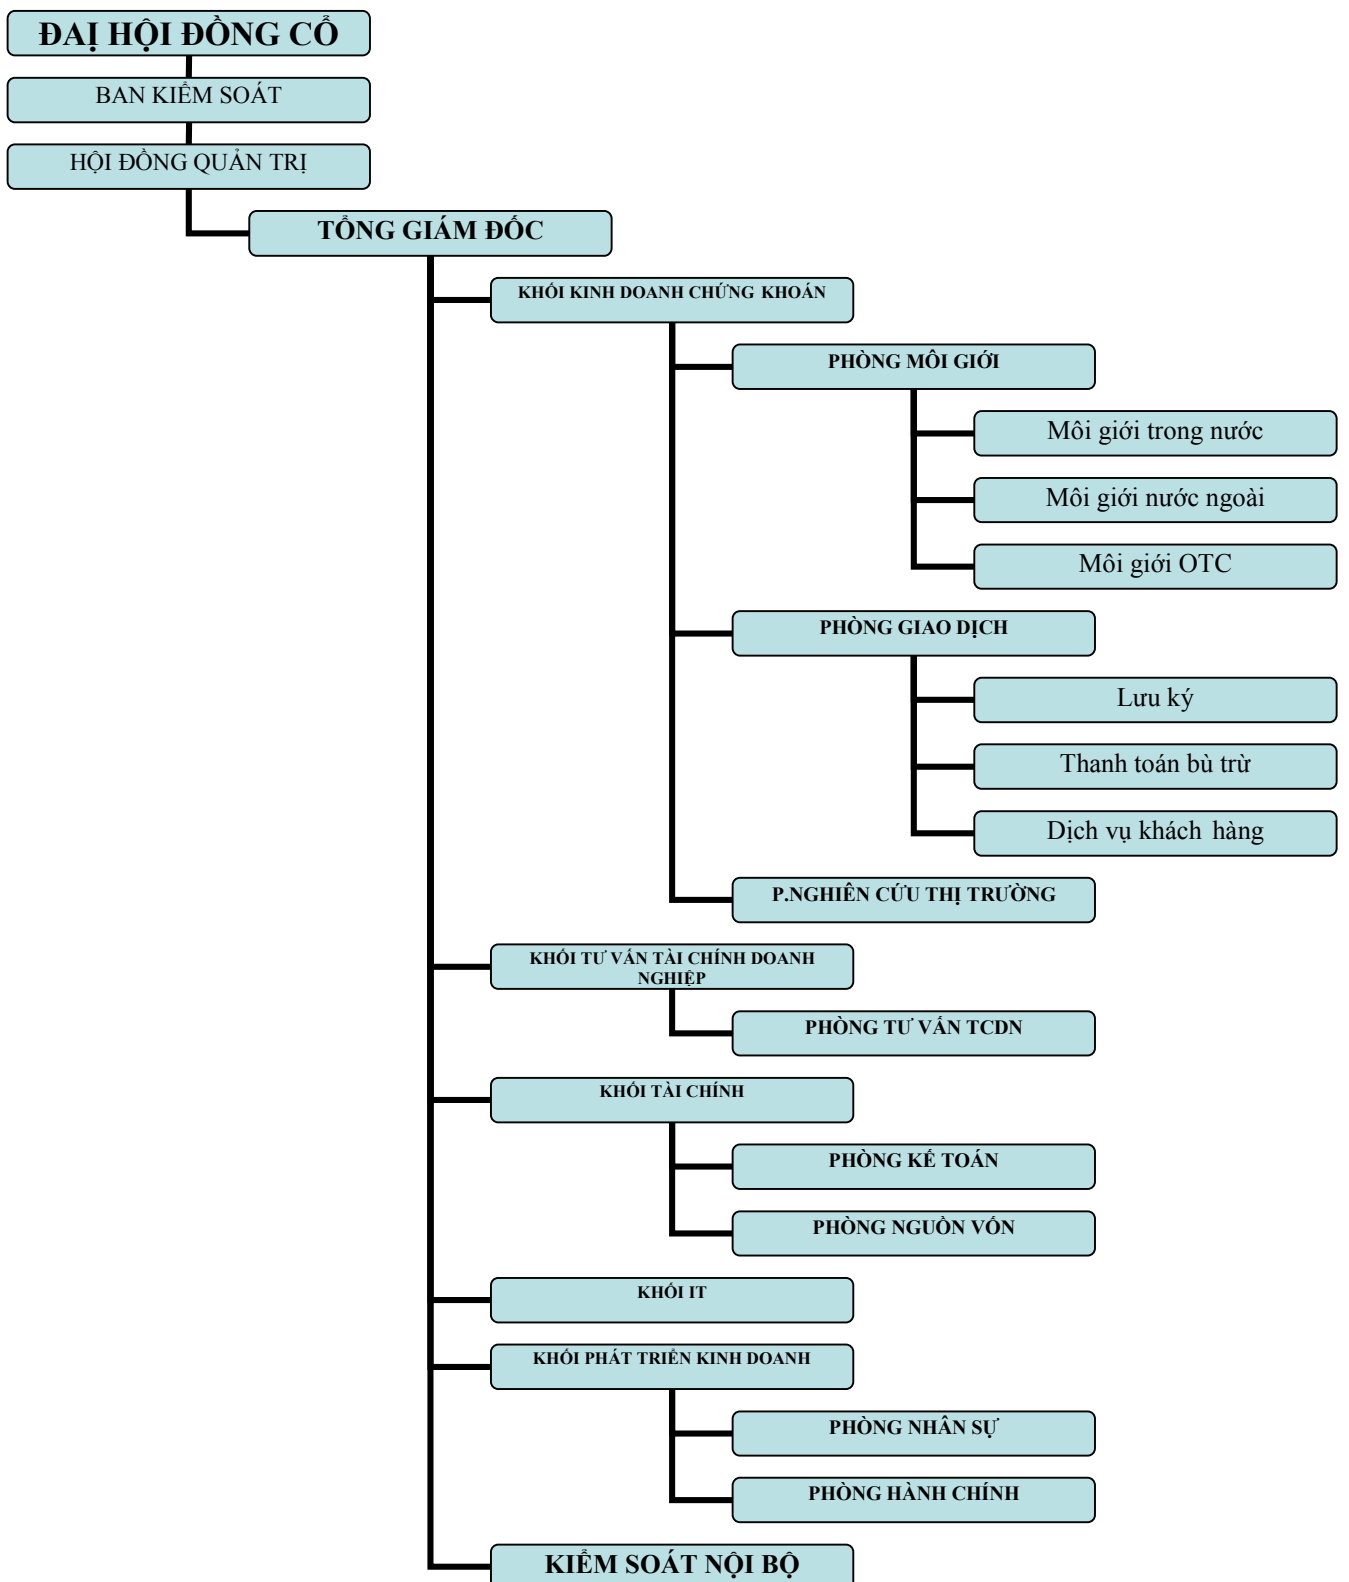 ĐAỊ HỘI ĐỒNG CỔ
BAN KIỂM SOÁT
HỘI ĐỒNG QUẢN TRỊ
TỔNG GIÁM ĐỐC
KHỐI KINH DOANH CHỨNG KHOÁN
PHÒNG MÔI GIỚI
Môi giới trong nước
Môi giới nước ngoài
Môi giới OTC
PHÒNG GIAO DỊCH
Lưu ký
Thanh toán bù trừ
Dịch vụ khách hàng
P.NGHIÊN CỨU THỊ TRƯỜNG
KHỐI TƯ VẤN TÀI CHÍNH DOANH
NGHIỆP
PHÒNG TƯ VẤN TCDN
KHỐI TÀI CHÍNH
PHÒNG KẾ TOÁN
PHÒNG NGUỒN VỐN
KHỐI IT
KHỐI PHÁT TRIỂN KINH DOANH
PHÒNG NHÂN SỰ
PHÒNG HÀNH CHÍNH
KIỂM SOÁT NỘI BỘ